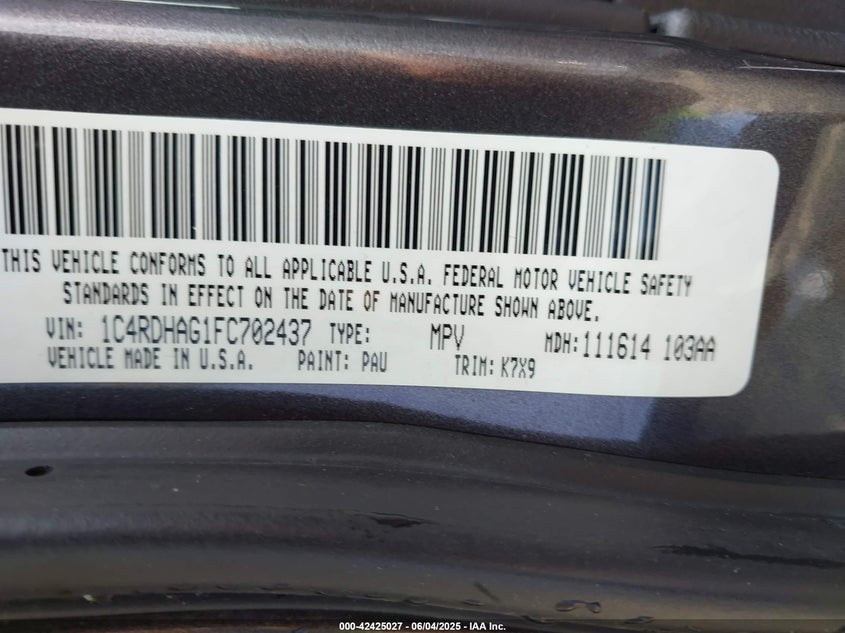 THIS VEHICLE CONFORMS TO ALL APPLICABLE U.S.A. FEDERAL MOTOR VEHICLE SAFETY
STANDARDS IN EFFECT ON THE DATE OF MANUFACTURE SHOWN ABOVE.
VIN: 1C4RDHAG1FC702437 TYPE: MPV MDH:111614 103AA
VEHICLE MADE IN U.S.A. PAINT: PAU TRIM: K7X9
000-42425027 - 06/04/2025 - IAA Inc.